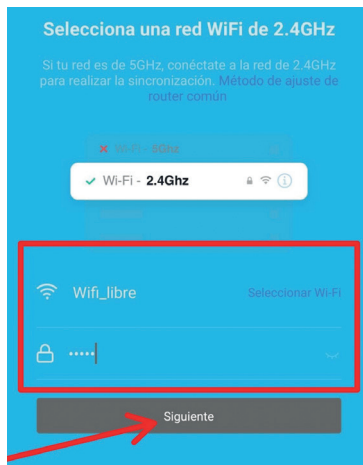 Selecciona una red WiFi de 2.4GHz
Si tu red es de 5GHz, conéctate a la red de 2.4GHz
para realizar la sincronización. Método de ajuste de
router común
Wi-Fi - 5Ghz
Wi-Fi - 2.4Ghz
Wifi_libre
Seleccionar Wi-Fi
•••••
Siguiente